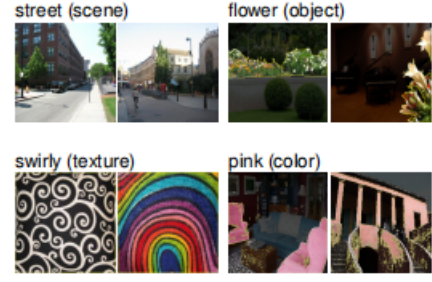 street (scene)
flower (object)
swirly (texture)
pink (color)